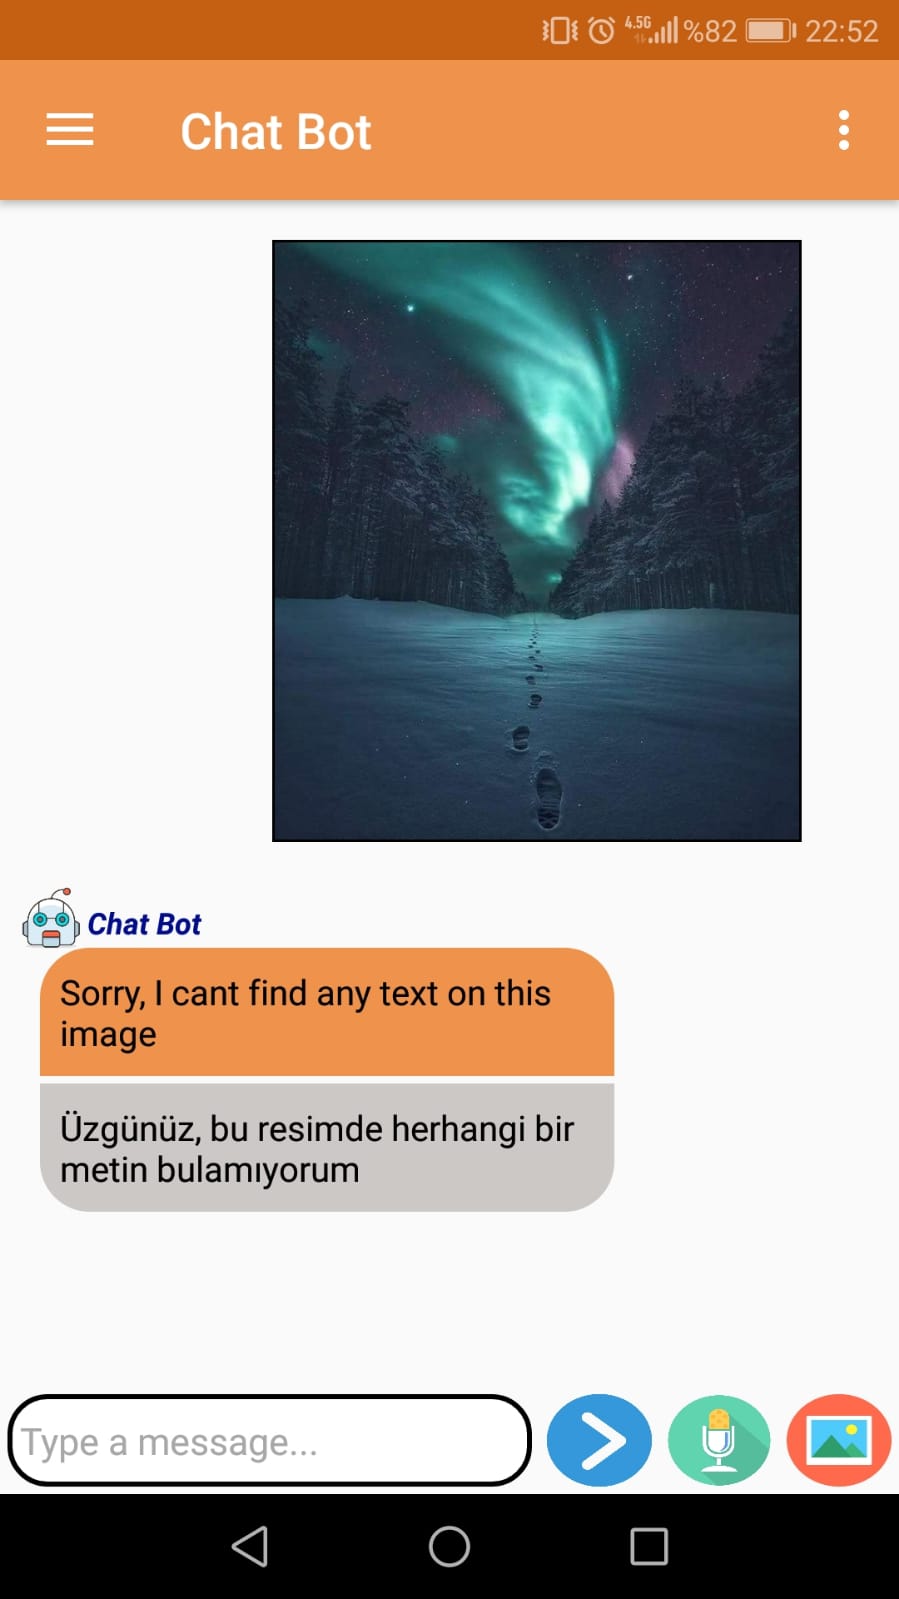 4.5G %82 22:52
Chat Bot
Chat Bot
Sorry, I cant find any text on this
image
Üzgünüz, bu resimde herhangi bir
metin bulamıyorum
Type a message...